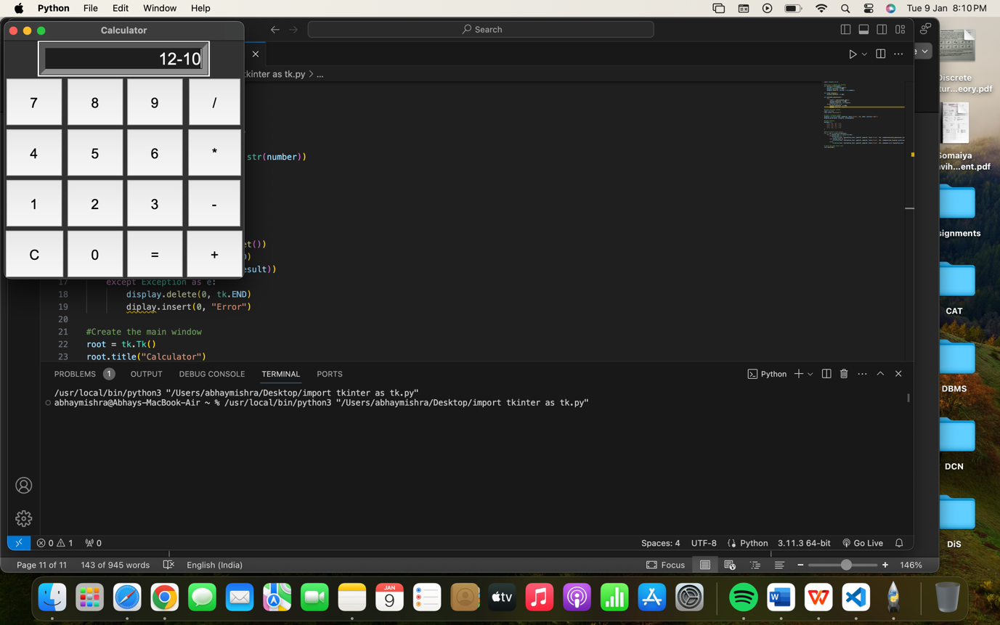 Python File Edit Window Help
Tue 9 Jan 8:10 PM
Calculator
Search
12-10
kinter as tk.py > ...
7 8 9 /
4 5 6 *
1 2 3 -
C 0 = +
str(number))
et())
))
esult))
17 except Exception as e:
18 display.delete(0, tk.END)
19 diplay.insert(0, "Error")
20
21 #Create the main window
22 root = tk.Tk()
23 root.title("Calculator")
PROBLEMS 1 OUTPUT DEBUG CONSOLE TERMINAL PORTS
Python
/usr/local/bin/python3 "/Users/abhaymishra/Desktop/import tkinter as tk.py"
abhaymishra@Abhays-MacBook-Air ~ % /usr/local/bin/python3 "/Users/abhaymishra/Desktop/import tkinter as tk.py"
0 1 0
Spaces: 4 UTF-8 Python 3.11.3 64-bit Go Live
Page 11 of 11 143 of 945 words English (India)
Focus
146%
Discrete
tur...eory.pdf
Somaiya
vih...ent.pdf
signments
CAT
DBMS
DCN
DiS
JAN
9
tv
W